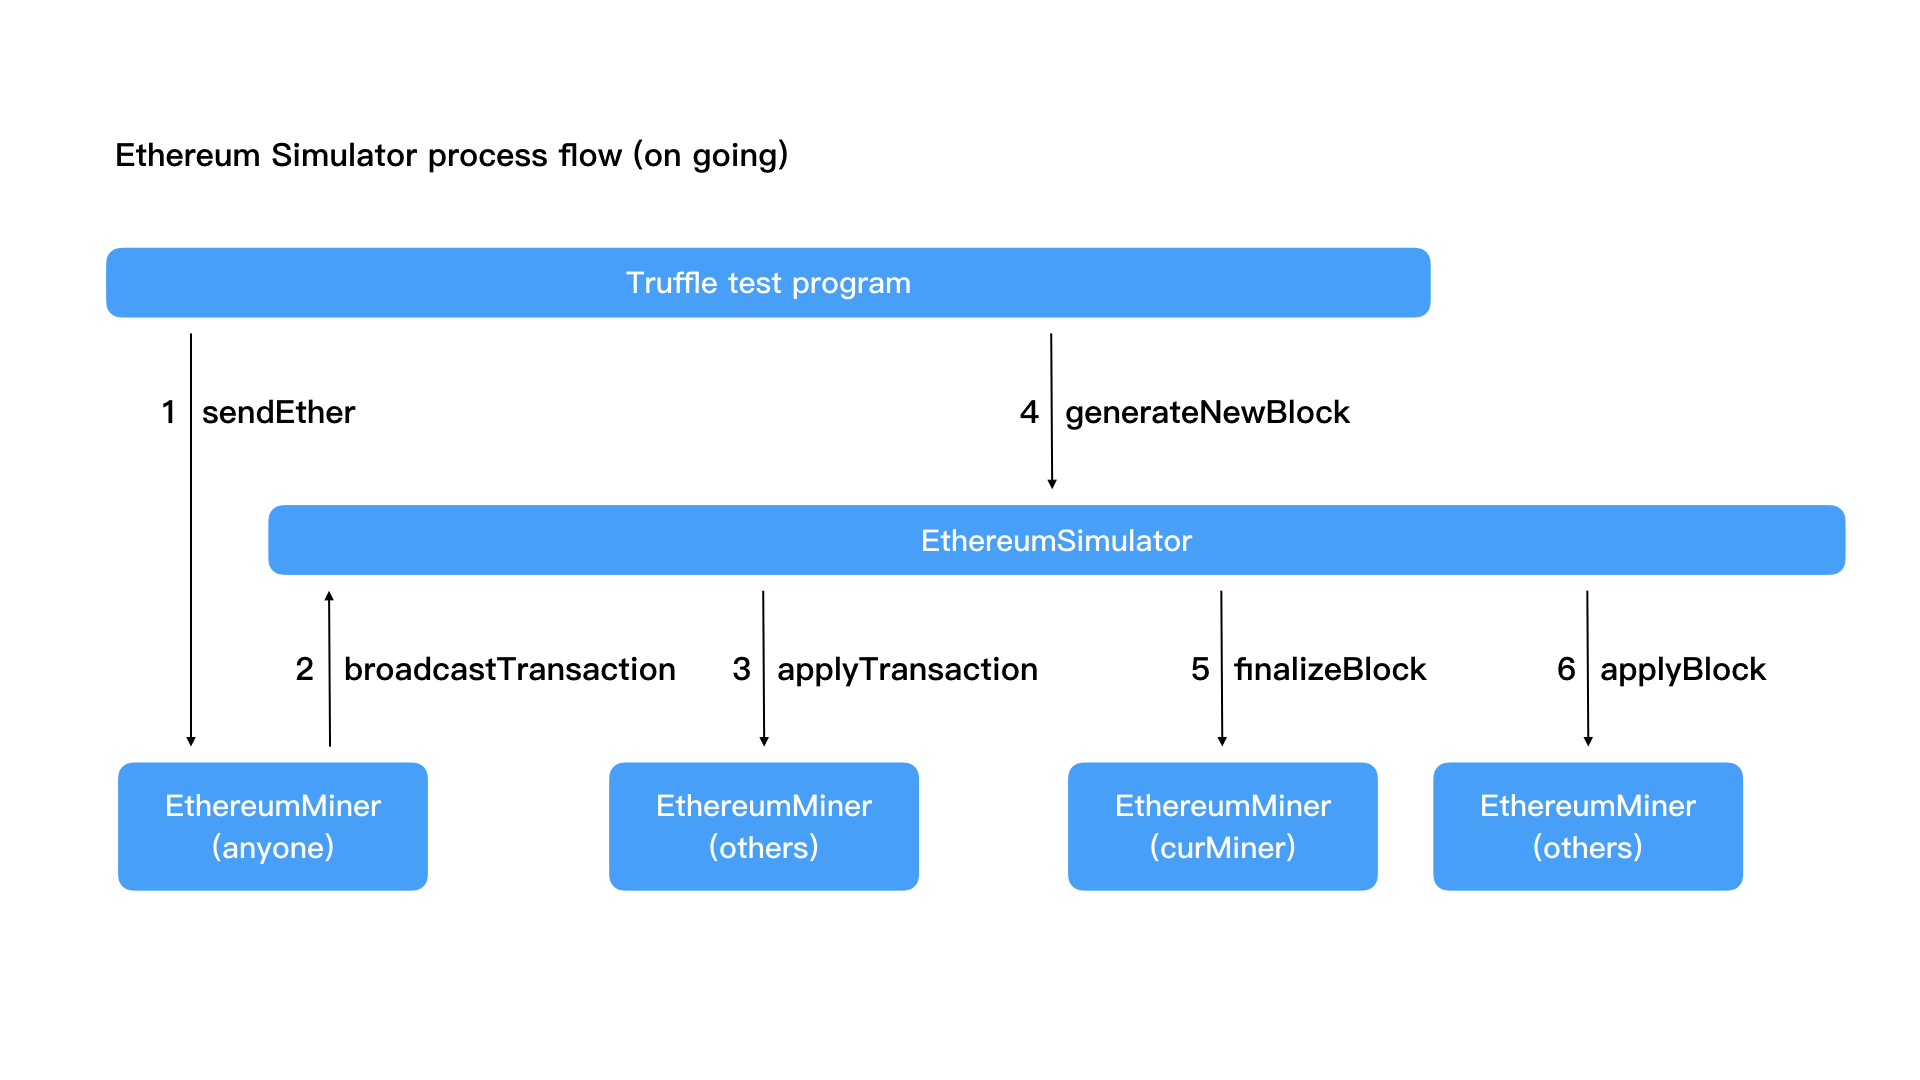 Ethereum Simulator process flow (on going)
Truffle test program
1 sendEther
4 generateNewBlock
EthereumSimulator
2 broadcastTransaction
3 applyTransaction
5 finalizeBlock
6 applyBlock
EthereumMiner
(anyone)
EthereumMiner
(others)
EthereumMiner
(curMiner)
EthereumMiner
(others)